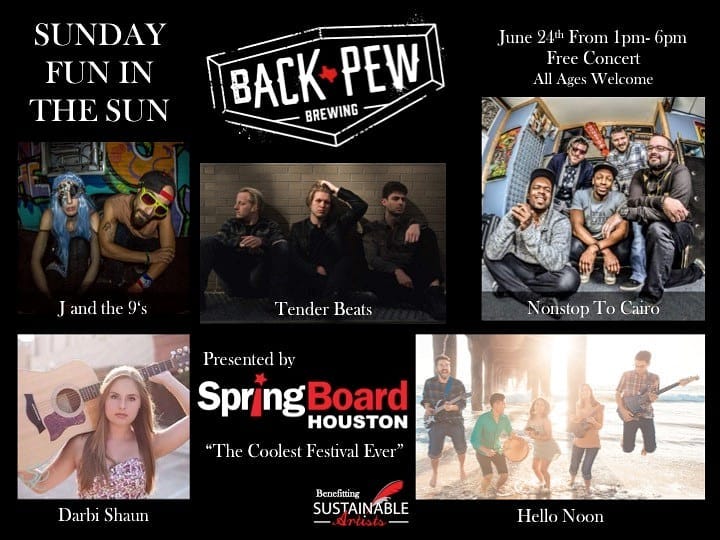 SUNDAY
FUN IN
THE SUN
BACK PEW
BREWING
June 24th From 1pm- 6pm
Free Concert
All Ages Welcome
J and the 9's
Tender Beats
Nonstop To Cairo
Presented by
SpringBoard
HOUSTON
“The Coolest Festival Ever”
Darbi Shaun
Benefitting
SUSTAINABLE
Artists
Hello Noon